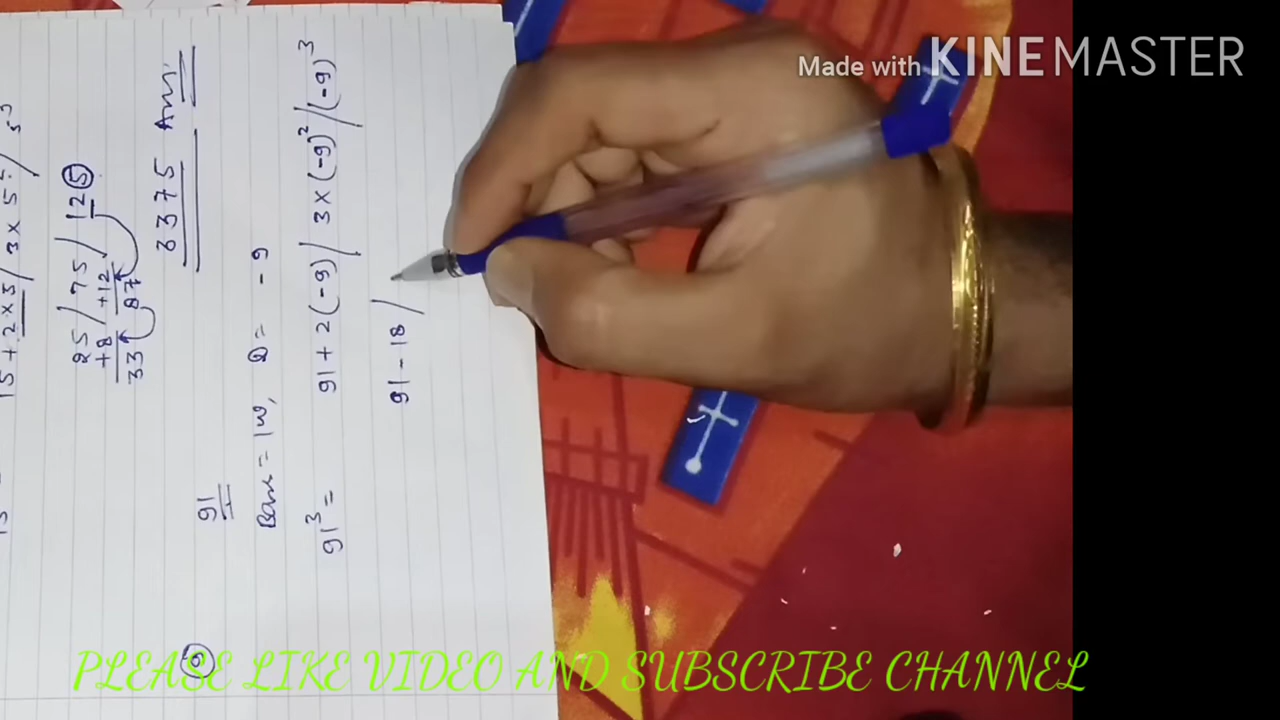 Made with KINEMASTER
15 + 2 × 5 / 3 × 5² / 5³
25 / 75 / 125
+8 / +12
33 87
3375 Ans.
91
Base = 100, D = - 9
91³ = 91 + 2(-9) / 3 × (-9)² / (-9)³
91 - 18 /
PLEASE LIKE VIDEO AND SUBSCRIBE CHANNEL